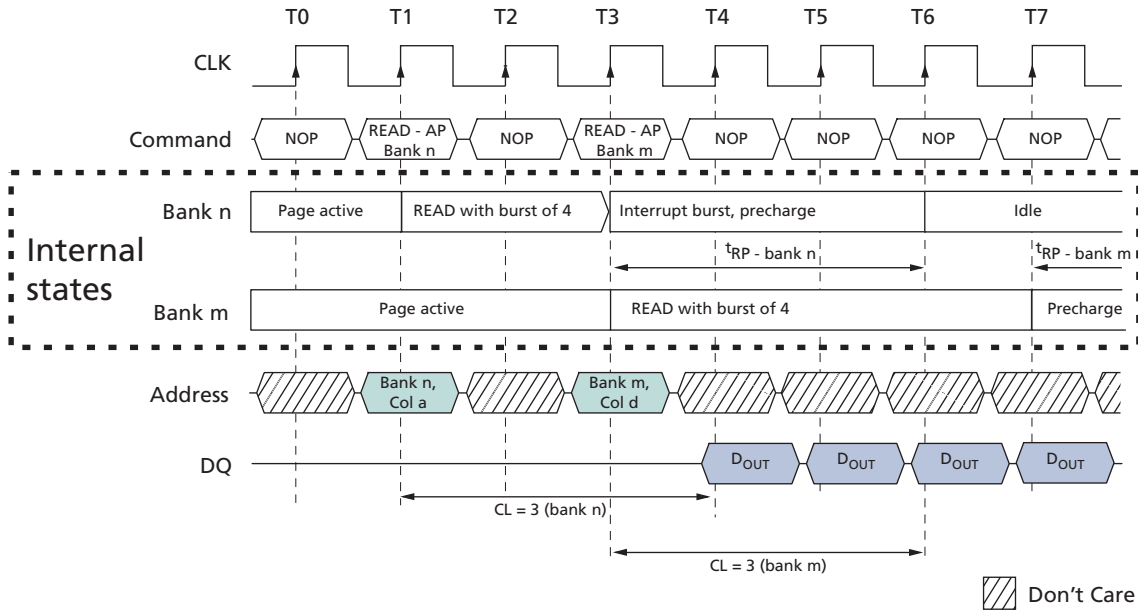 T0 T1 T2 T3 T4 T5 T6 T7
CLK
Command NOP READ - AP Bank n NOP READ - AP Bank m NOP NOP NOP NOP
Internal states
Bank n Page active READ with burst of 4 Interrupt burst, precharge Idle
tRP - bank n tRP - bank m
Bank m Page active READ with burst of 4 Precharge
Address Bank n, Col a Bank m, Col d
DQ DOUT DOUT DOUT DOUT
CL = 3 (bank n)
CL = 3 (bank m)
Don't Care